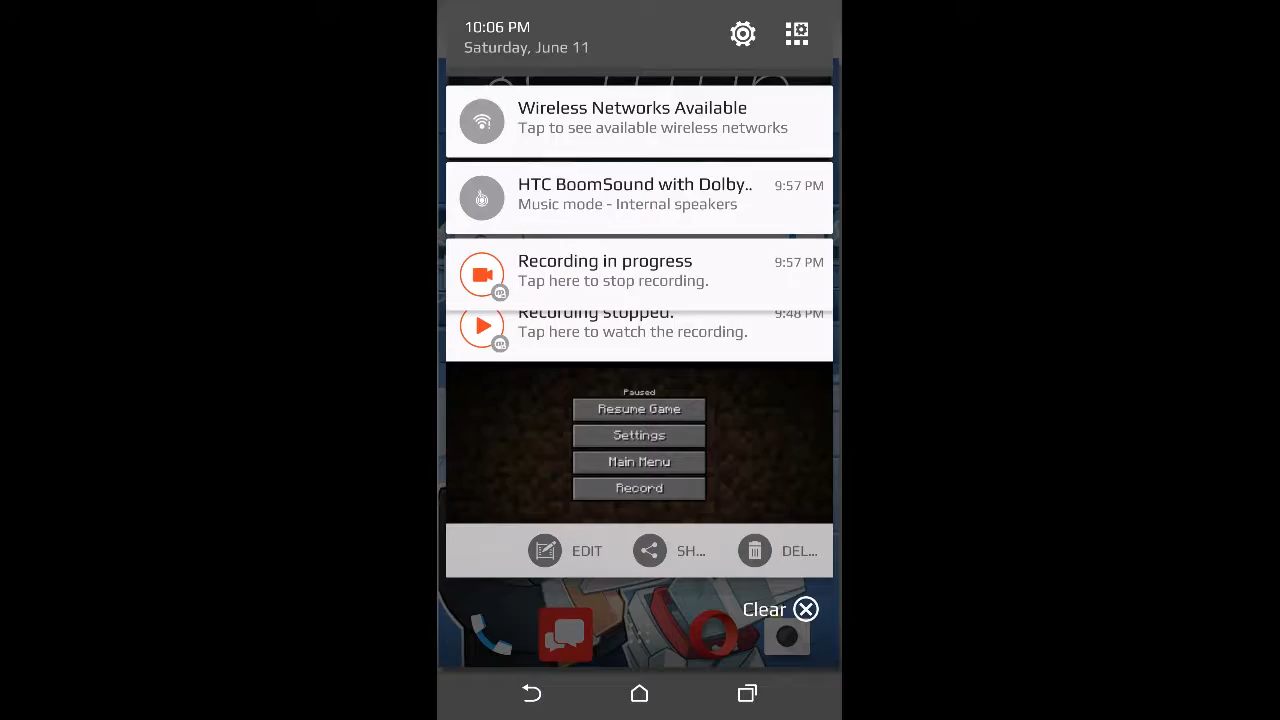 10:06 PM
Saturday, June 11
Wireless Networks Available
Tap to see available wireless networks
HTC BoomSound with Dolby.. 9:57 PM
Music mode - Internal speakers
Recording in progress 9:57 PM
Tap here to stop recording.
Recording stopped. 9:48 PM
Tap here to watch the recording.
Paused
Resume Game
Settings
Main Menu
Record
EDIT SH... DEL...
Clear